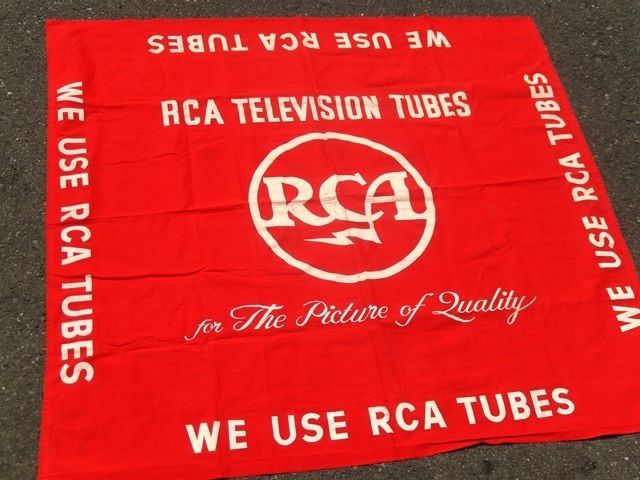 WE USE RCA TUBES
RCA TELEVISION TUBES
WE USE RCA TUBES
RCA
WE USE RCA TUBES
for The Picture of Quality
WE USE RCA TUBES